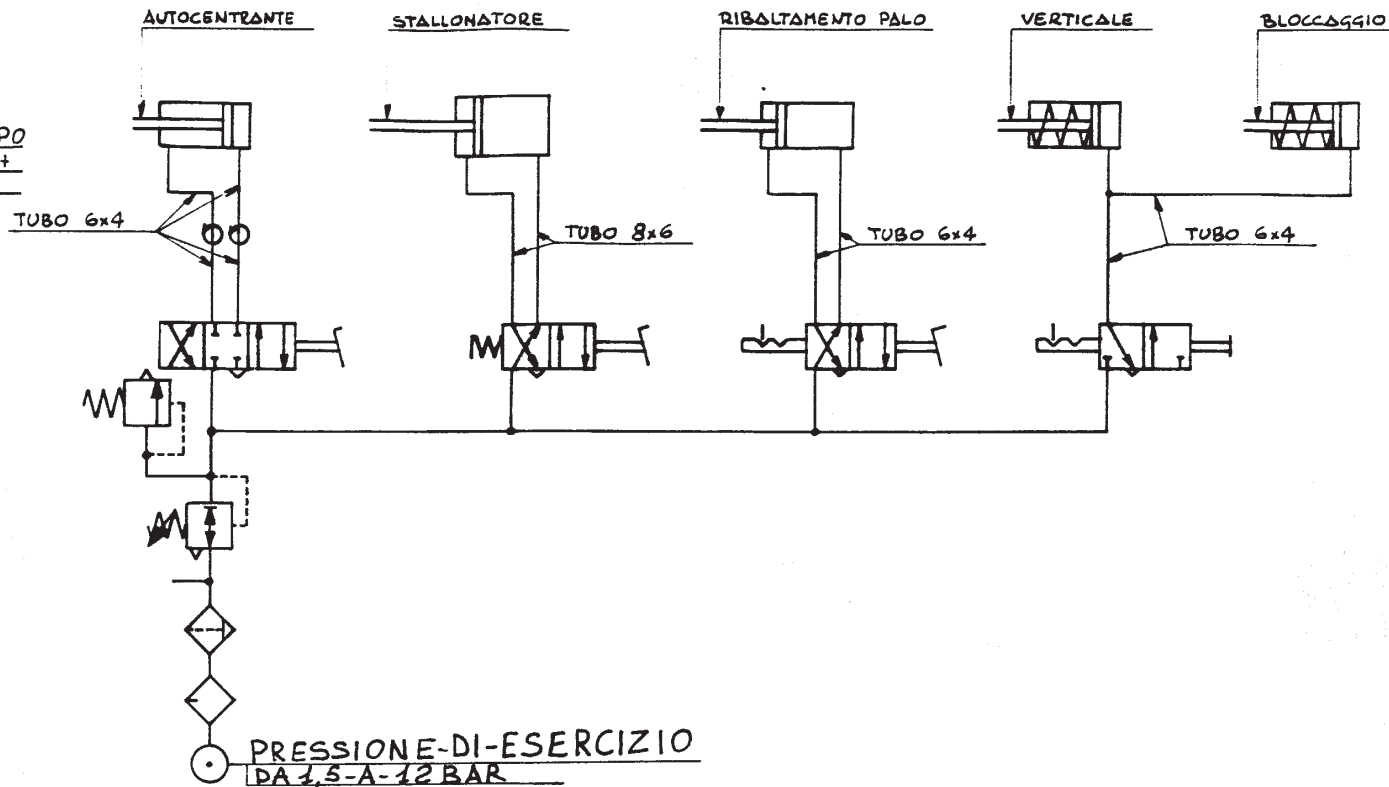 AUTOCENTRANTE
STALLONATORE
RIBALTAMENTO PALO
VERTICALE
BLOCCAGGIO
PO
+
TUBO 6x4
TUBO 8x6
TUBO 6x4
TUBO 6x4
PRESSIONE-DI-ESERCIZIO
DA 1,5-A-12 BAR